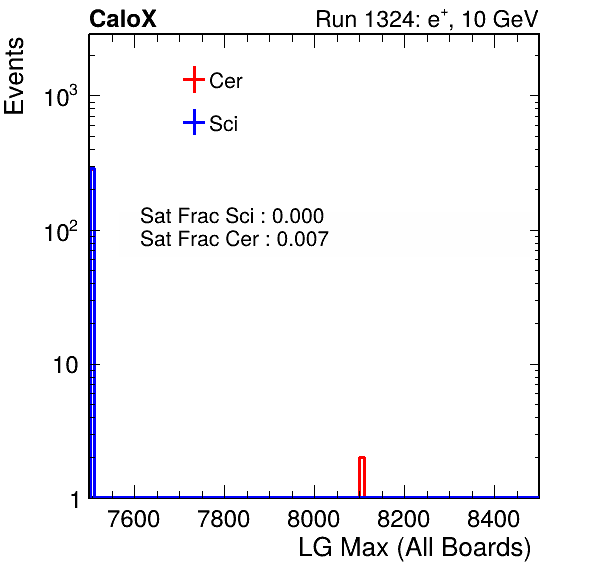 CaloX Run 1324: e⁺, 10 GeV
Events
Cer
Sci
Sat Frac Sci : 0.000
Sat Frac Cer : 0.007
10³
10²
10
1
7600 7800 8000 8200 8400
LG Max (All Boards)